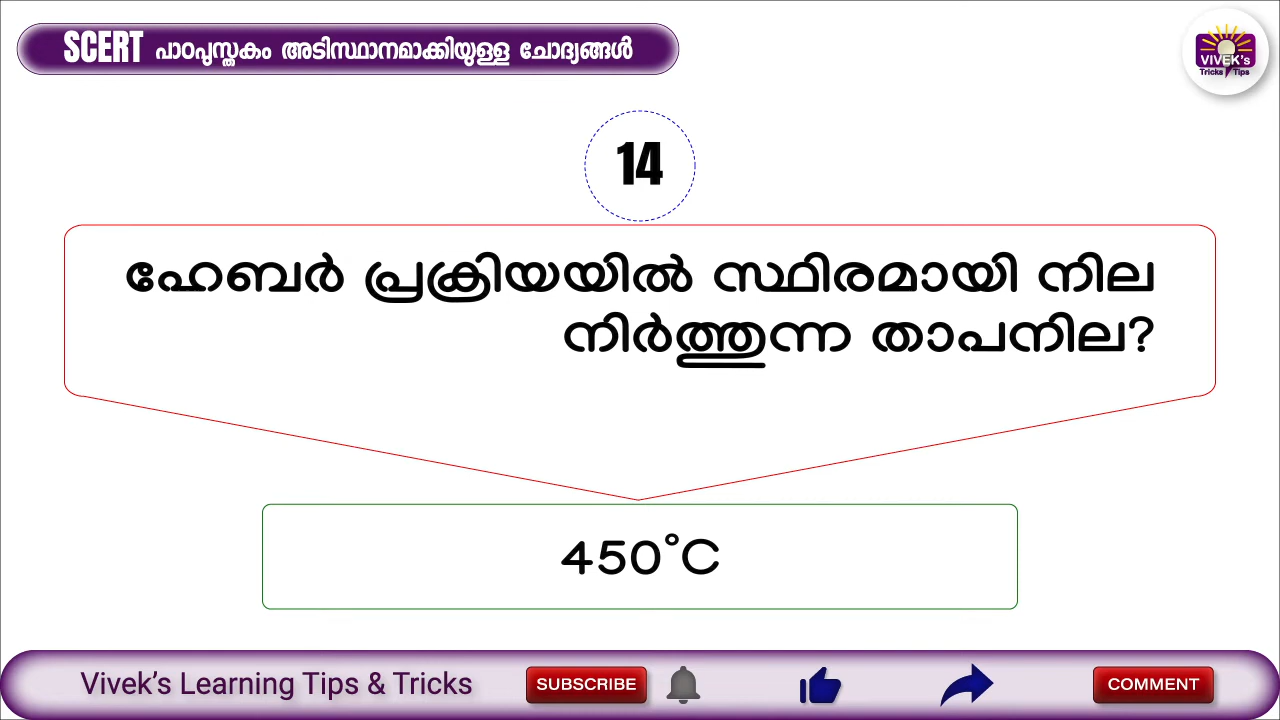 SCERT പാഠപുസ്തകം അടിസ്ഥാനമാക്കിയുള്ള ചോദ്യങ്ങൾ
VIVEK's
Tricks Tips
14
ഹേബർ പ്രക്രിയയിൽ സ്ഥിരമായി നില
നിർത്തുന്ന താപനില?
450°C
Vivek's Learning Tips & Tricks
SUBSCRIBE
COMMENT